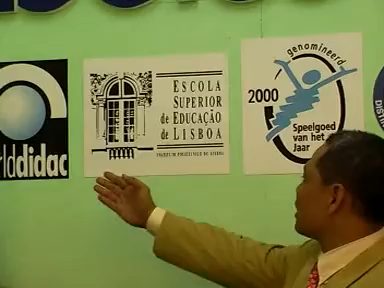 rlddidac
ESCOLA
SUPERIOR
de EDUCAÇÃO
de LISBOA
genomineerd
2000
Speelgoed
van het
Jaar